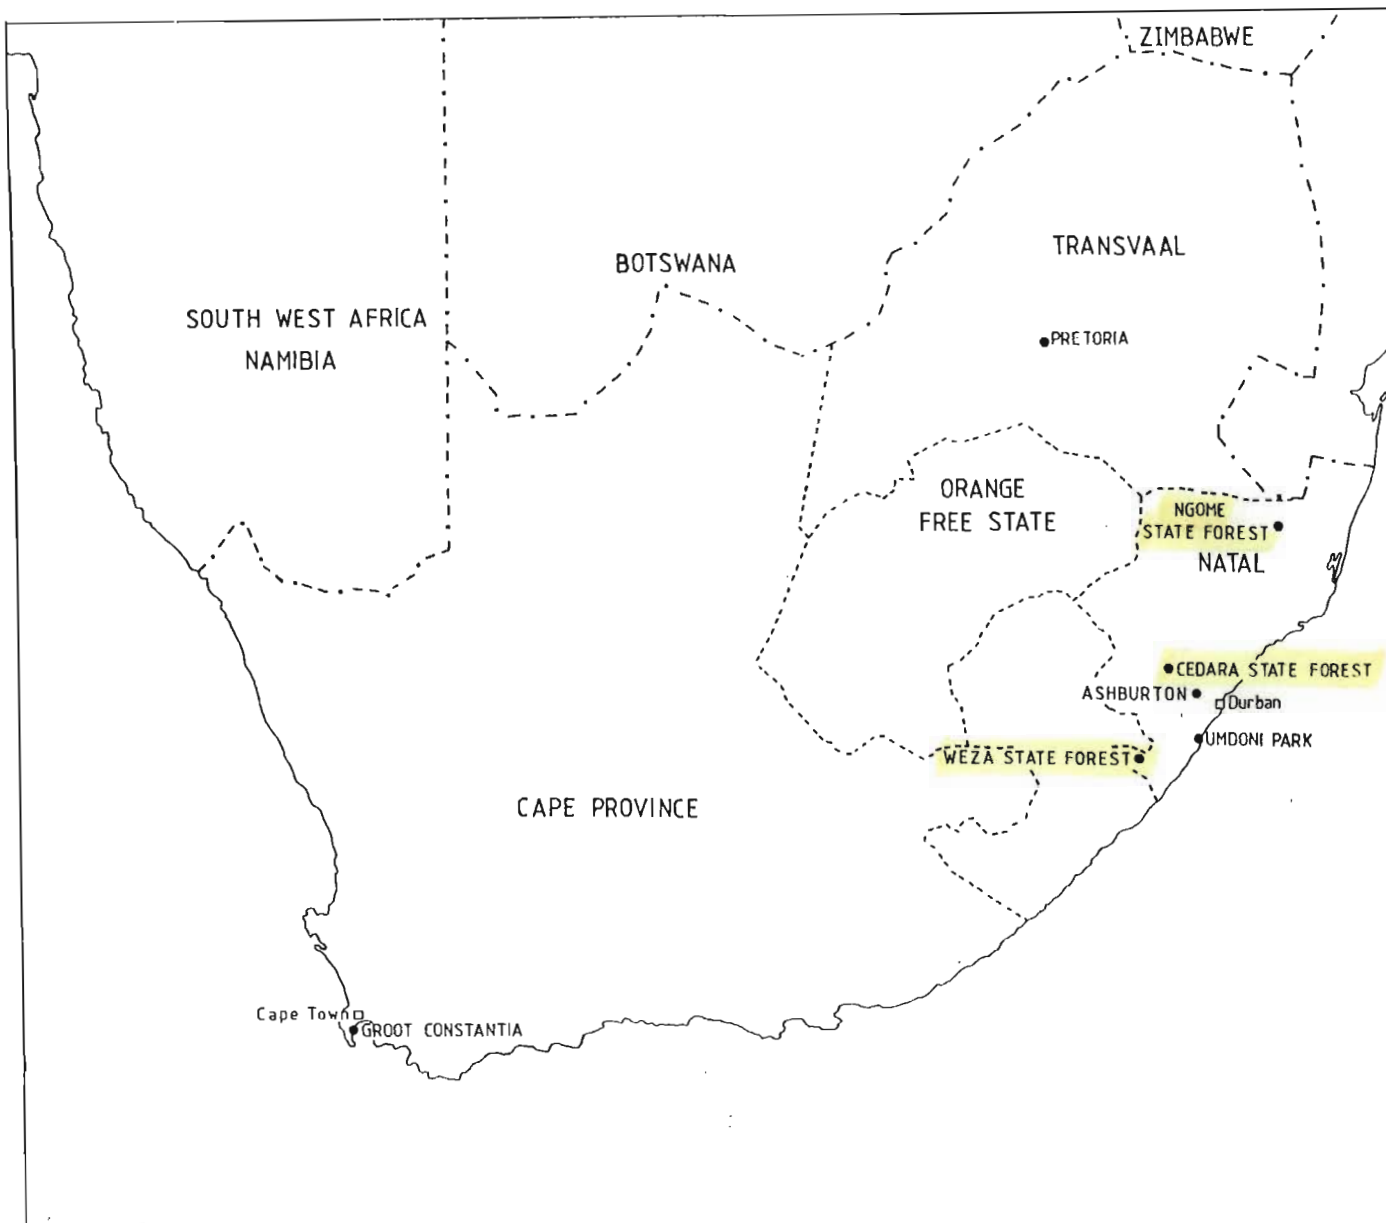 ZIMBABWE
TRANSVAAL
BOTSWANA
SOUTH WEST AFRICA
NAMIBIA
PRETORIA
ORANGE
FREE STATE
NGOME
STATE FOREST
NATAL
CEDARA STATE FOREST
ASHBURTON
Durban
UMDONI PARK
WEZA STATE FOREST
CAPE PROVINCE
Cape Town
GROOT CONSTANTIA